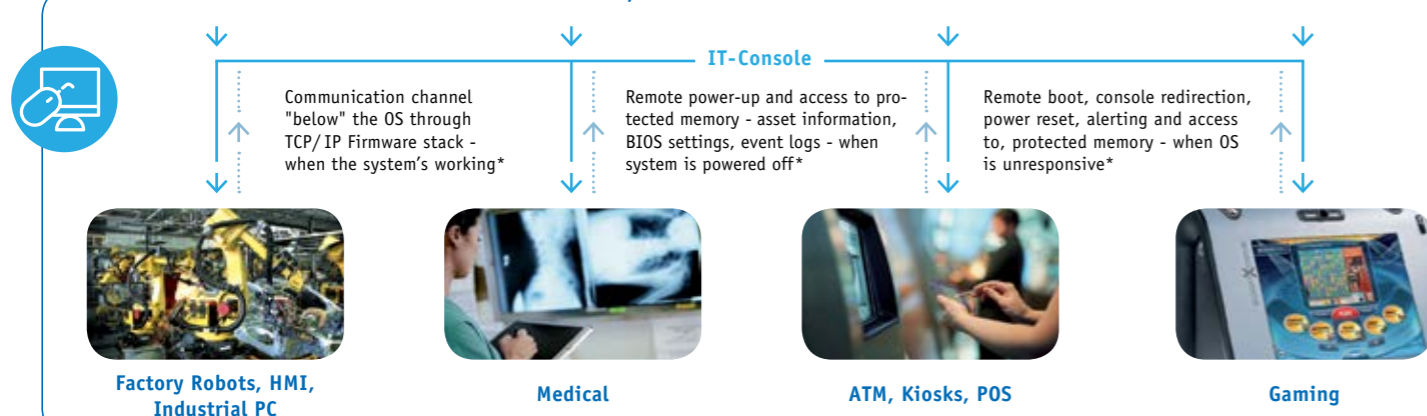 IT-Console
Communication channel
"below" the OS through
TCP/IP Firmware stack -
when the system's working*
Remote power-up and access to pro-
tected memory - asset information,
BIOS settings, event logs - when
system is powered off*
Remote boot, console redirection,
power reset, alerting and access
to, protected memory - when OS
is unresponsive*
Factory Robots, HMI,
Industrial PC
Medical
ATM, Kiosks, POS
Gaming